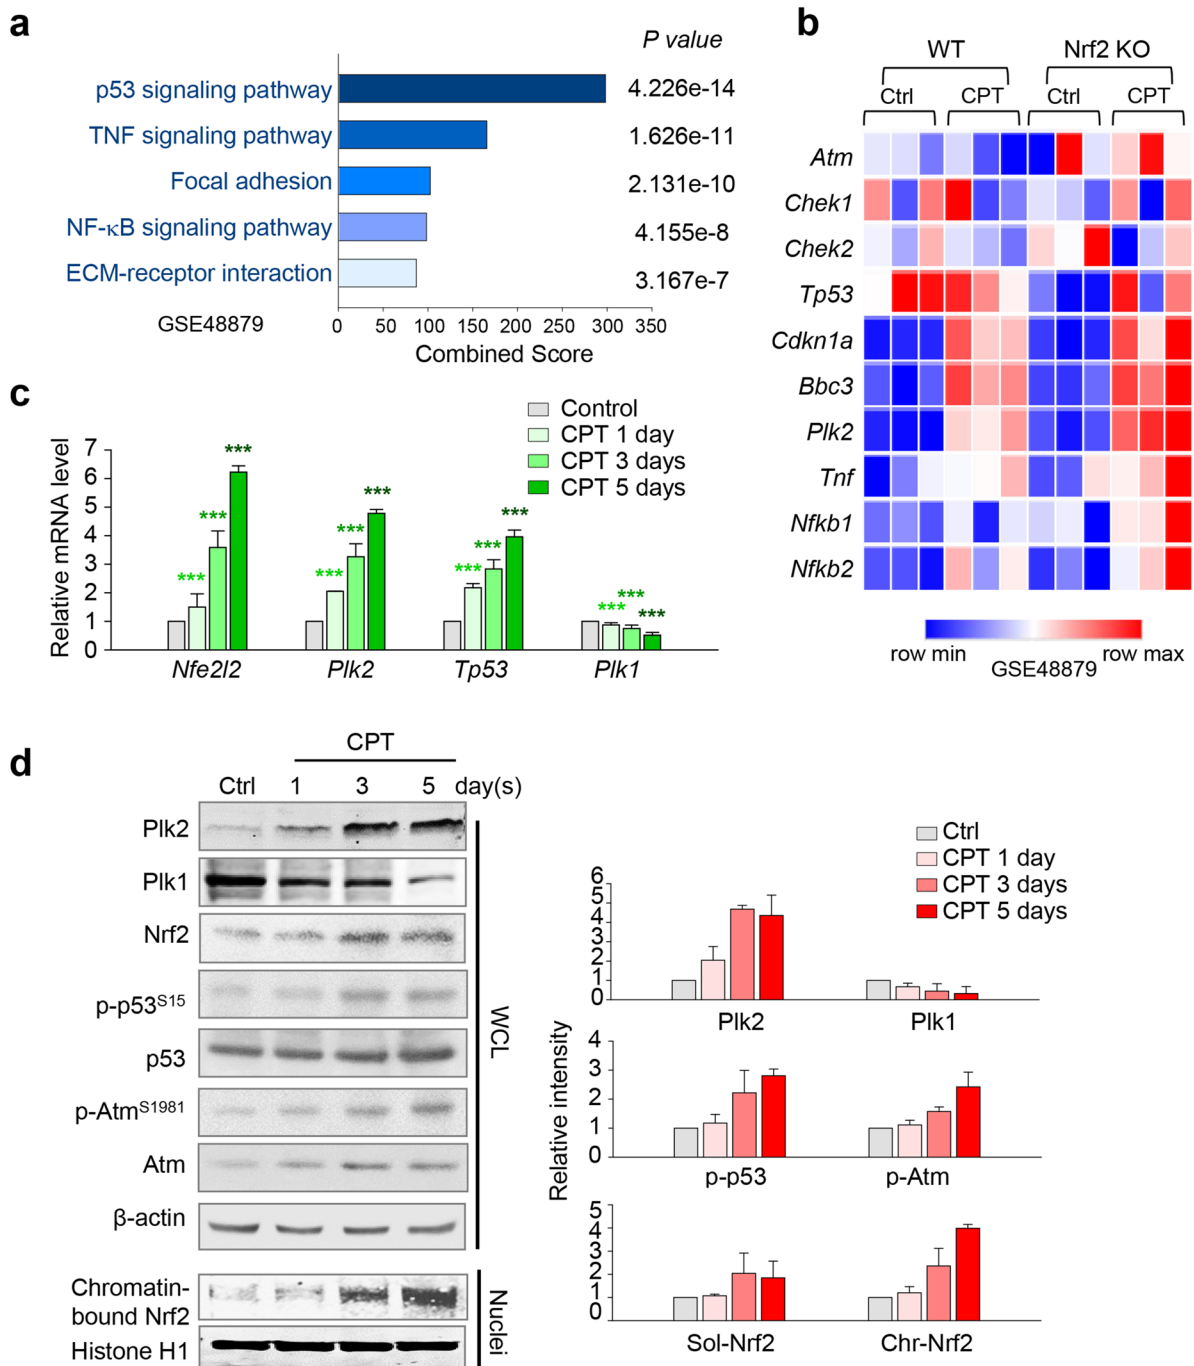 a
P value
p53 signaling pathway 4.226e-14
TNF signaling pathway 1.626e-11
Focal adhesion 2.131e-10
NF-κB signaling pathway 4.155e-8
ECM-receptor interaction 3.167e-7
GSE48879
0 50 100 150 200 250 300 350
Combined Score
b
WT Nrf2 KO
Ctrl CPT Ctrl CPT
Atm
Chek1
Chek2
Tp53
Cdkn1a
Bbc3
Plk2
Tnf
Nfkb1
Nfkb2
row min row max
GSE48879
c
Control
CPT 1 day
CPT 3 days
CPT 5 days
Relative mRNA level
7
6
5
4
3
2
1
0
*** *** ***
*** *** ***
*** *** ***
*** *** ***
Nfe2l2 Plk2 Tp53 Plk1
d
CPT
Ctrl 1 3 5 day(s)
Plk2
Plk1
Nrf2
p-p53S15
p53
p-AtmS1981
Atm
β-actin
WCL
Chromatin-
bound Nrf2
Histone H1
Nuclei
Ctrl
CPT 1 day
CPT 3 days
CPT 5 days
Relative intensity
6
5
4
3
2
1
0
Plk2 Plk1
4
3
2
1
0
p-p53 p-Atm
5
4
3
2
1
0
Sol-Nrf2 Chr-Nrf2